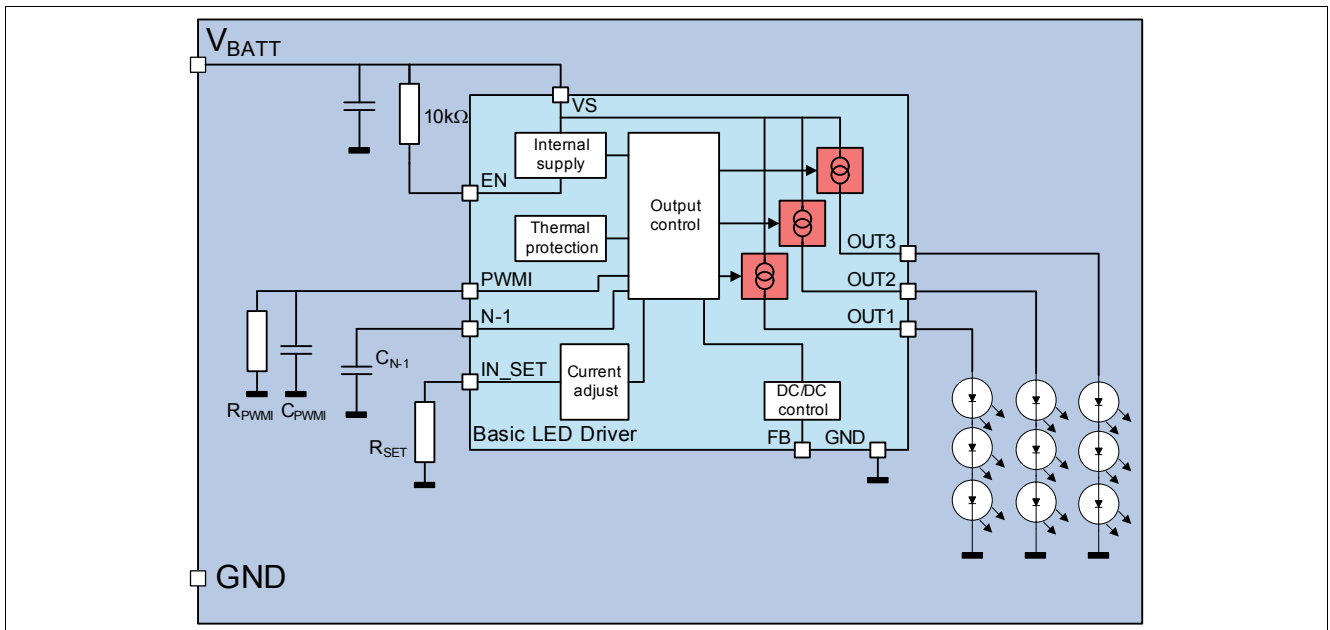 VBATT
VS
10kΩ
Internal
supply
EN
Output
control
Thermal
protection
OUT3
PWMI
OUT2
N-1
OUT1
CN-1
IN_SET
Current
adjust
DC/DC
control
RPWMI
CPWMI
RSET
Basic LED Driver
FB
GND
GND